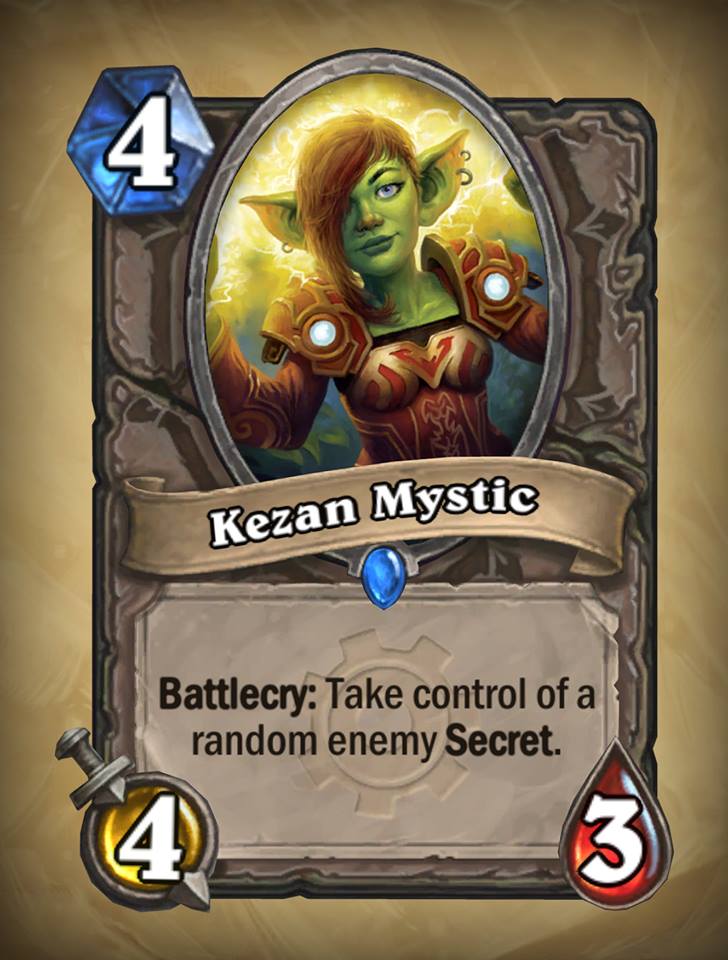 4
Kezan Mystic
Battlecry: Take control of a
random enemy Secret.
4
3